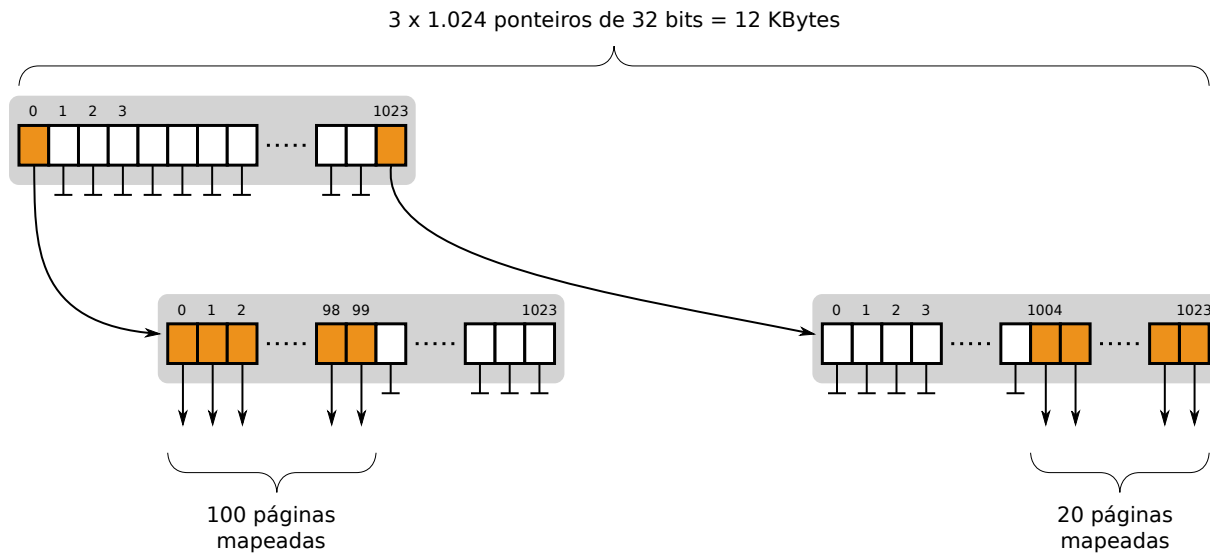 3 x 1.024 ponteiros de 32 bits = 12 KBytes
0 1 2 3 ..... 1023
0 1 2 ..... 98 99 ..... 1023
0 1 2 3 ..... 1004 ..... 1023
100 páginas
mapeadas
20 páginas
mapeadas